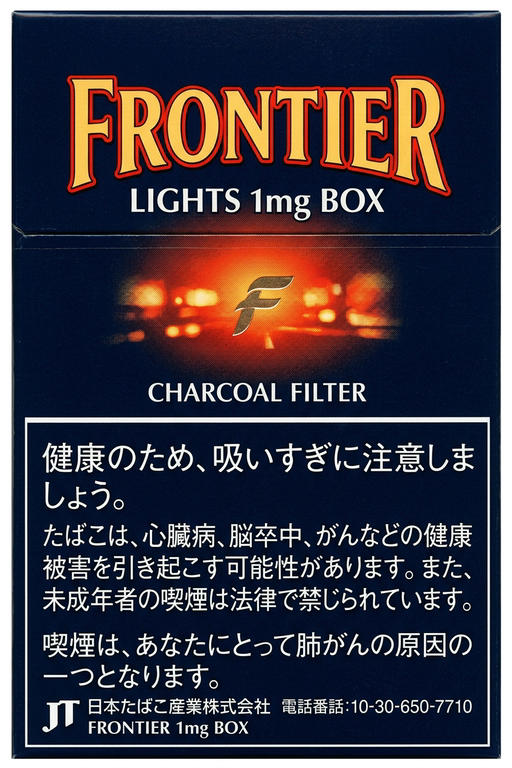 FRONTIER
LIGHTS 1mg BOX
F
CHARCOAL FILTER
健康のため、吸いすぎに注意しま
しょう。
たばこは、心臓病、脳卒中、がんなどの健康
被害を引き起こす可能性があります。また、
未成年者の喫煙は法律で禁じられています。
喫煙は、あなたにとって肺がんの原因の
一つとなります。
JT 日本たばこ産業株式会社 電話番話:10-30-650-7710
FRONTIER 1mg BOX